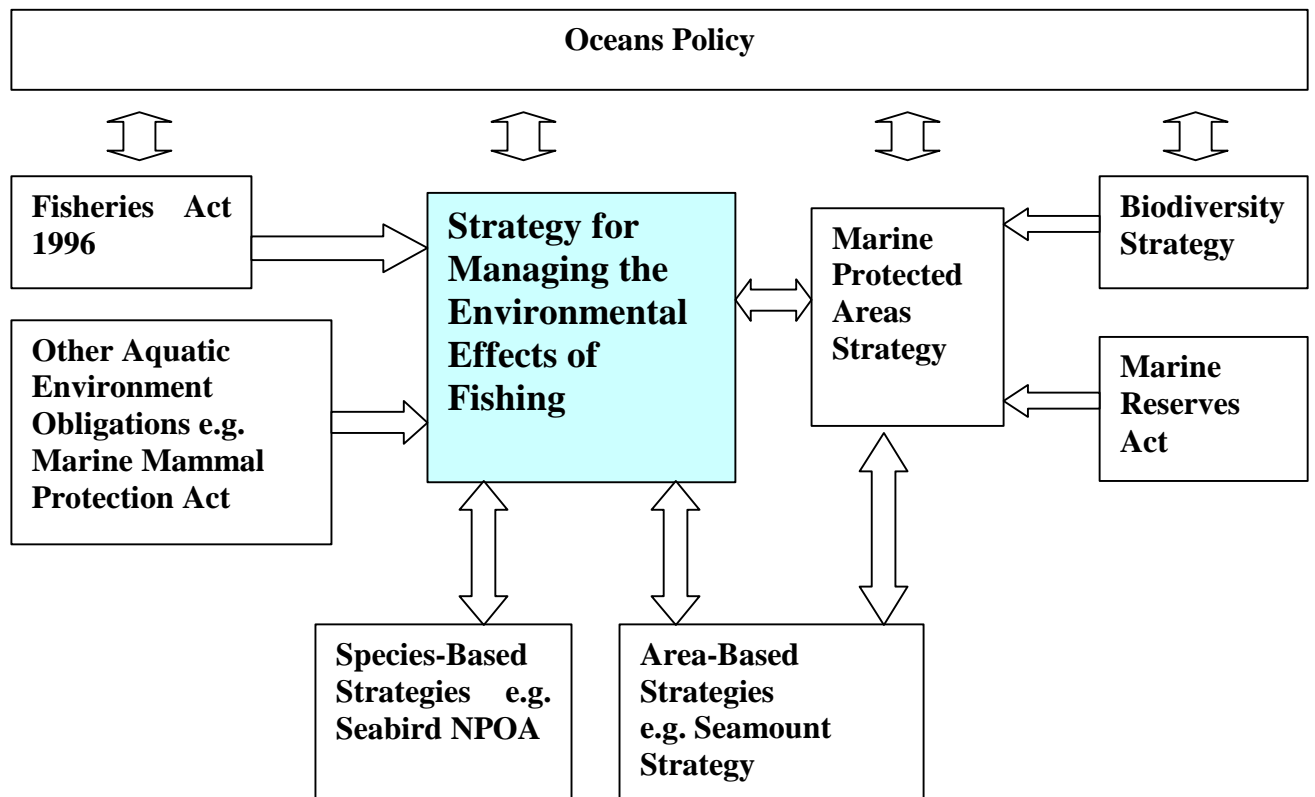 Oceans Policy
Fisheries Act
1996
Strategy for
Managing the
Environmental
Effects of
Fishing
Marine
Protected
Areas
Strategy
Biodiversity
Strategy
Other Aquatic
Environment
Obligations e.g.
Marine Mammal
Protection Act
Marine
Reserves
Act
Species-Based
Strategies e.g.
Seabird NPOA
Area-Based
Strategies
e.g. Seamount
Strategy